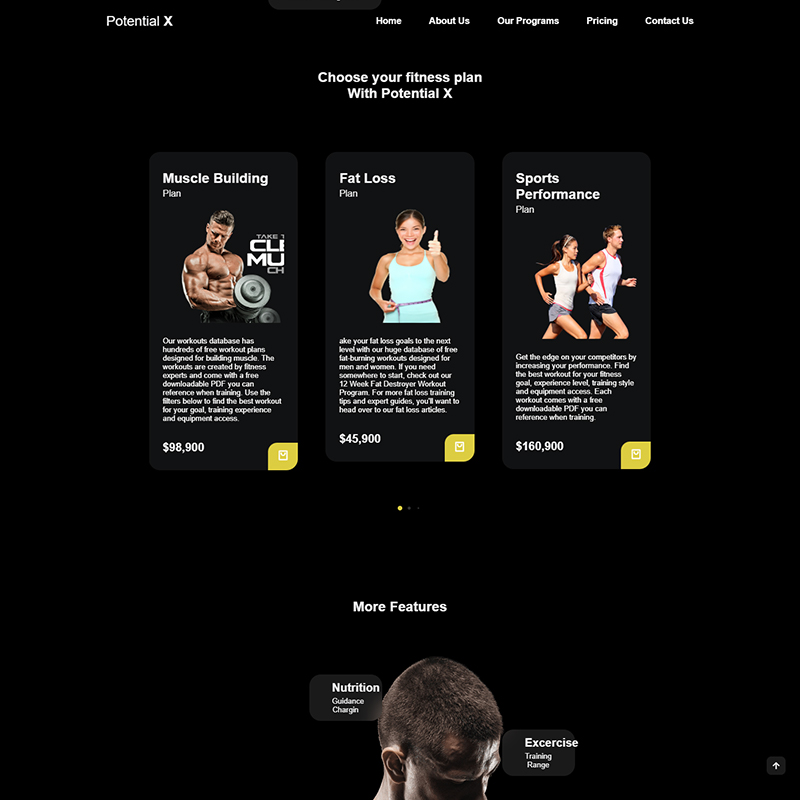 Potential X
Home
About Us
Our Programs
Pricing
Contact Us
Choose your fitness plan
With Potential X
Muscle Building
Plan
TAKE
MU
CH
Our workouts database has
hundreds of free workout plans
designed for building muscle. The
workouts are created by fitness
experts and come with a free
downloadable PDF you can
reference when training. Use the
filters below to find the best workout
for your goal, training experience
and equipment access.
$98,900
Fat Loss
Plan
ake your fat loss goals to the next
level with our huge database of free
fat-burning workouts designed for
men and women. If you need
somewhere to start, check out our
12 Week Fat Destroyer Workout
Program. For more fat loss training
tips and expert guides, you'll want to
head over to our fat loss articles.
$45,900
Sports
Performance
Plan
Get the edge on your competitors by
increasing your performance. Find
the best workout for your fitness
goal, experience level, training style
and equipment access. Each
workout comes with a free
downloadable PDF you can
reference when training.
$160,900
More Features
Nutrition
Guidance
Chargin
Excercise
Training
Range